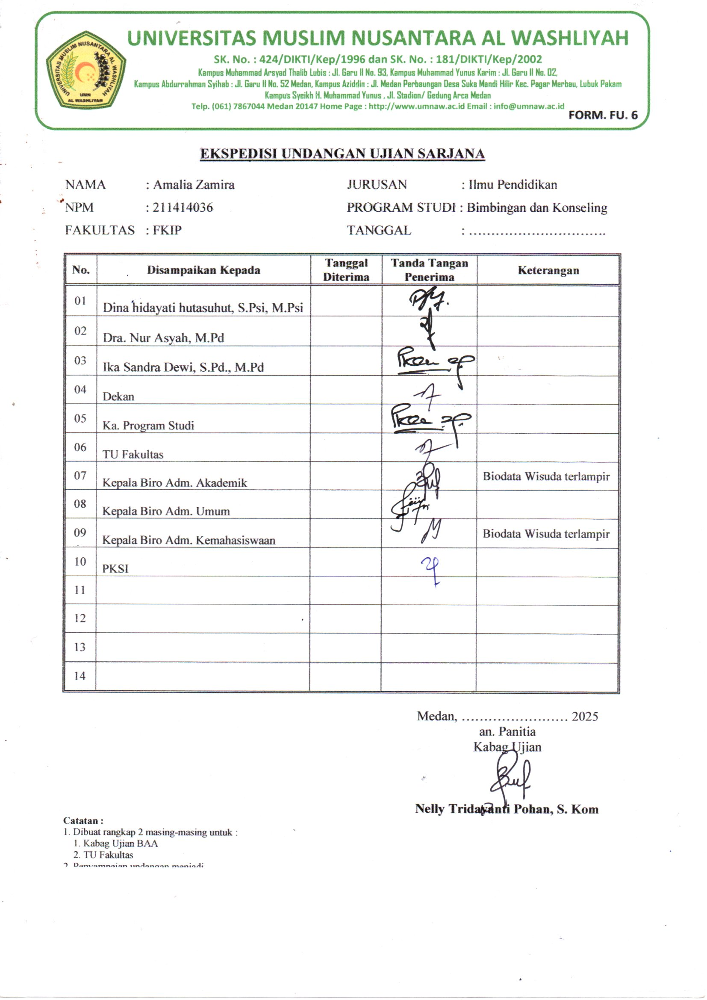 UNIVERSITAS MUSLIM NUSANTARA AL WASHLIYAH
UMN
AL WASHLIYAH
UNIVERSITAS MUSLIM NUSANTARA AL WASHLIYAH
SK. No. : 424/DIKTI/Kep/1996 dan SK. No. : 181/DIKTI/Kep/2002
Kampus Muhammad Arsyad Thalib Lubis : Jl. Garu II No. 93, Kampus Muhammad Yunus Karim : Jl. Garu II No. 02,
Kampus Abdurrahman Syihab : Jl. Garu II No. 52 Medan, Kampus Aziddin : Jl. Medan Perbaungan Desa Suka Mandi Hilir Kec. Pagar Merbau, Lubuk Pakam
Kampus Syeikh H. Muhammad Yunus , Jl. Stadion/ Gedung Arca Medan
Telp. (061) 7867044 Medan 20147 Home Page : http://www.umnaw.ac.id Email : info@umnaw.ac.id
FORM. FU. 6
EKSPEDISI UNDANGAN UJIAN SARJANA
NAMA : Amalia Zamira JURUSAN : Ilmu Pendidikan
NPM : 211414036 PROGRAM STUDI : Bimbingan dan Konseling
FAKULTAS : FKIP TANGGAL : ..............................
No. Disampaikan Kepada Tanggal Diterima Tanda Tangan Penerima Keterangan
01 Dina hidayati hutasuhut, S.Psi, M.Psi
02 Dra. Nur Asyah, M.Pd
03 Ika Sandra Dewi, S.Pd., M.Pd
04 Dekan
05 Ka. Program Studi
06 TU Fakultas
07 Kepala Biro Adm. Akademik Biodata Wisuda terlampir
08 Kepala Biro Adm. Umum
09 Kepala Biro Adm. Kemahasiswaan Biodata Wisuda terlampir
10 PKSI
11
12
13
14
Medan, ........................ 2025
an. Panitia
Kabag Ujian
Nelly Tridayanti Pohan, S. Kom
Catatan :
1. Dibuat rangkap 2 masing-masing untuk :
1. Kabag Ujian BAA
2. TU Fakultas
2. Penyampaian undangan menjadi